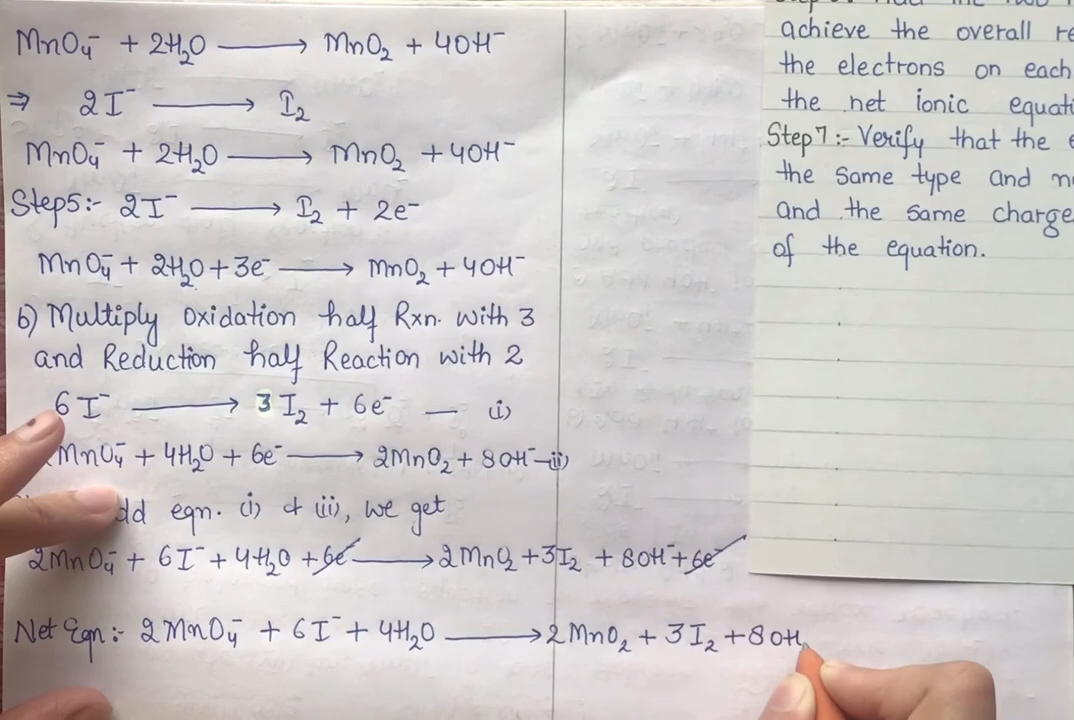 MnO₄⁻ + 2H₂O ⟶ MnO₂ + 4OH⁻
⇒ 2I⁻ ⟶ I₂
MnO₄⁻ + 2H₂O ⟶ MnO₂ + 4OH⁻
Step5:- 2I⁻ ⟶ I₂ + 2e⁻
MnO₄⁻ + 2H₂O + 3e⁻ ⟶ MnO₂ + 4OH⁻
6) Multiply oxidation half Rxn. with 3
and Reduction half Reaction with 2
6I⁻ ⟶ 3I₂ + 6e⁻ — (i)
MnO₄⁻ + 4H₂O + 6e⁻ ⟶ 2MnO₂ + 8OH⁻ —(ii)
eqn. (i) & (ii), we get
2MnO₄⁻ + 6I⁻ + 4H₂O + 6e⁻ ⟶ 2MnO₂ + 3I₂ + 8OH⁻ + 6e⁻
Net Eqn:- 2MnO₄⁻ + 6I⁻ + 4H₂O ⟶ 2MnO₂ + 3I₂ + 8OH
achieve the overall
the electrons on each
the net ionic
Step7:- Verify that the
the same type and
and the same charge
of the equation.